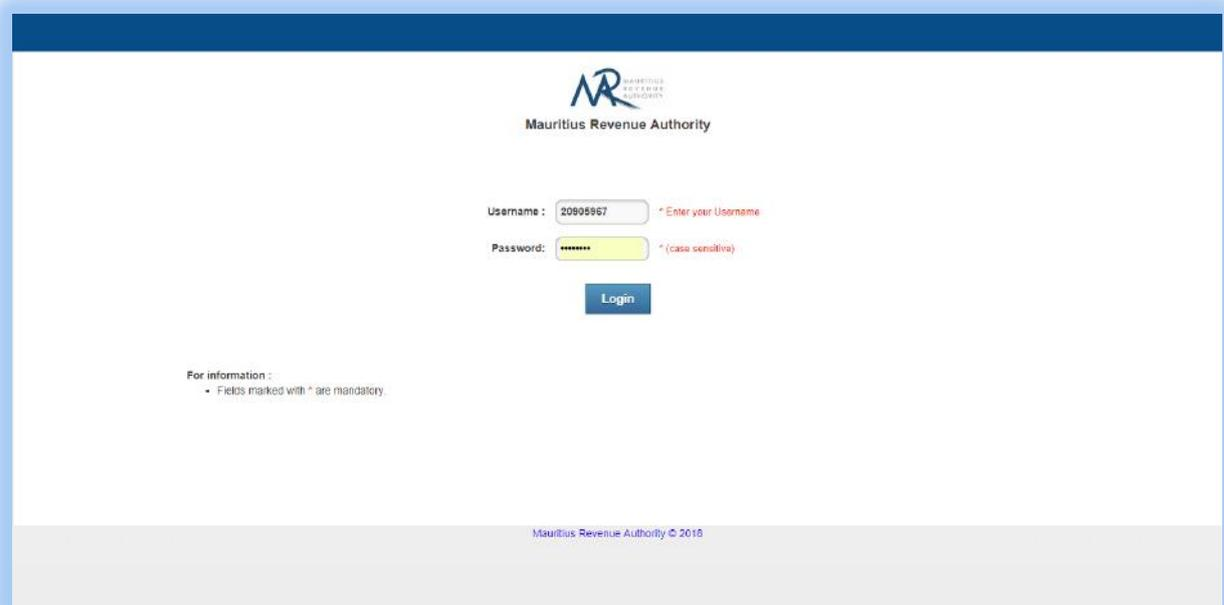 MAURITIUS
REVENUE
AUTHORITY
Mauritius Revenue Authority
Username : 20905967 * Enter your Username
Password: •••••••• * (case sensitive)
Login
For information :
• Fields marked with * are mandatory.
Mauritius Revenue Authority © 2018